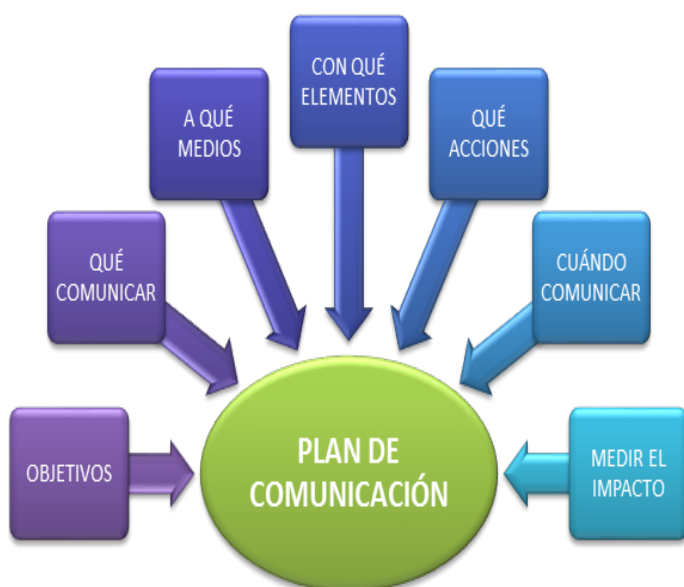 OBJETIVOS
QUÉ
COMUNICAR
A QUÉ
MEDIOS
CON QUÉ
ELEMENTOS
QUÉ
ACCIONES
CUÁNDO
COMUNICAR
MEDIR EL
IMPACTO
PLAN DE
COMUNICACIÓN